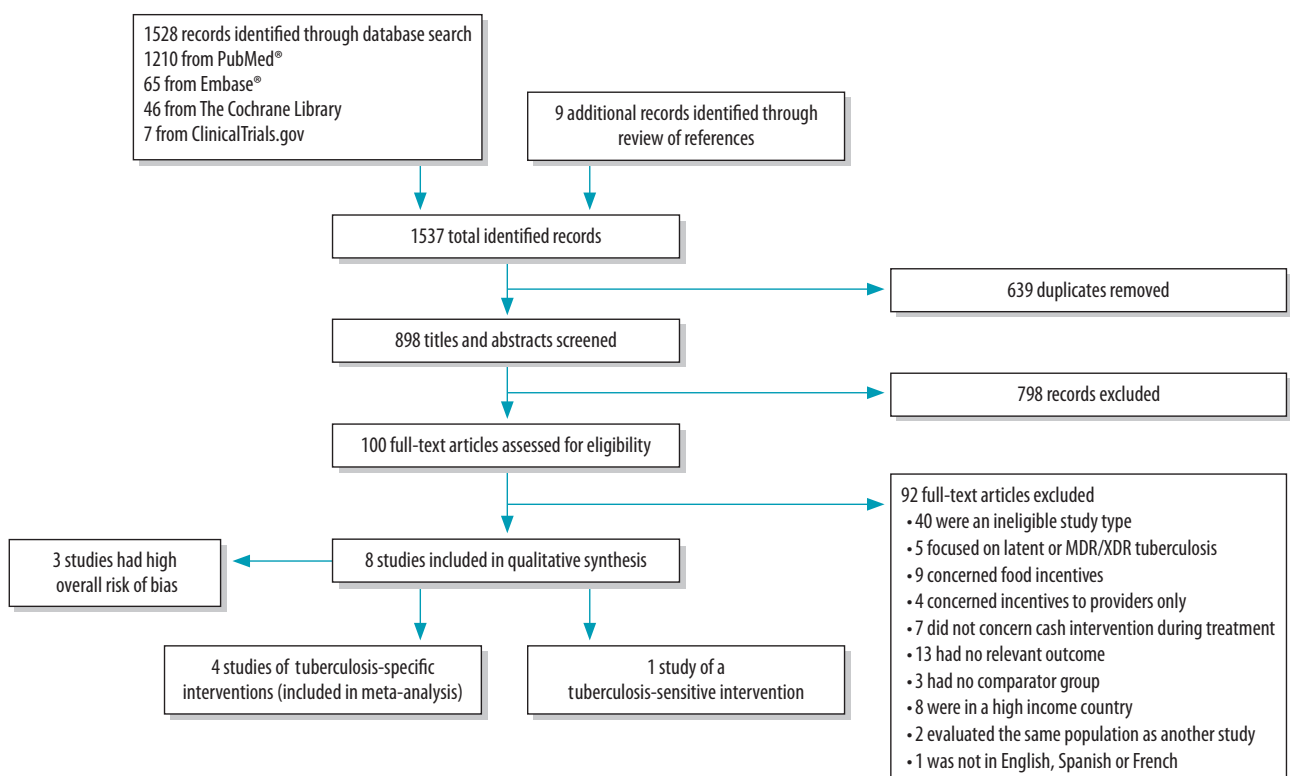 1528 records identified through database search
1210 from PubMed®
65 from Embase®
46 from The Cochrane Library
7 from ClinicalTrials.gov
9 additional records identified through
review of references
1537 total identified records
639 duplicates removed
898 titles and abstracts screened
798 records excluded
100 full-text articles assessed for eligibility
92 full-text articles excluded
• 40 were an ineligible study type
• 5 focused on latent or MDR/XDR tuberculosis
• 9 concerned food incentives
• 4 concerned incentives to providers only
• 7 did not concern cash intervention during treatment
• 13 had no relevant outcome
• 3 had no comparator group
• 8 were in a high income country
• 2 evaluated the same population as another study
• 1 was not in English, Spanish or French
3 studies had high
overall risk of bias
8 studies included in qualitative synthesis
4 studies of tuberculosis-specific
interventions (included in meta-analysis)
1 study of a
tuberculosis-sensitive intervention